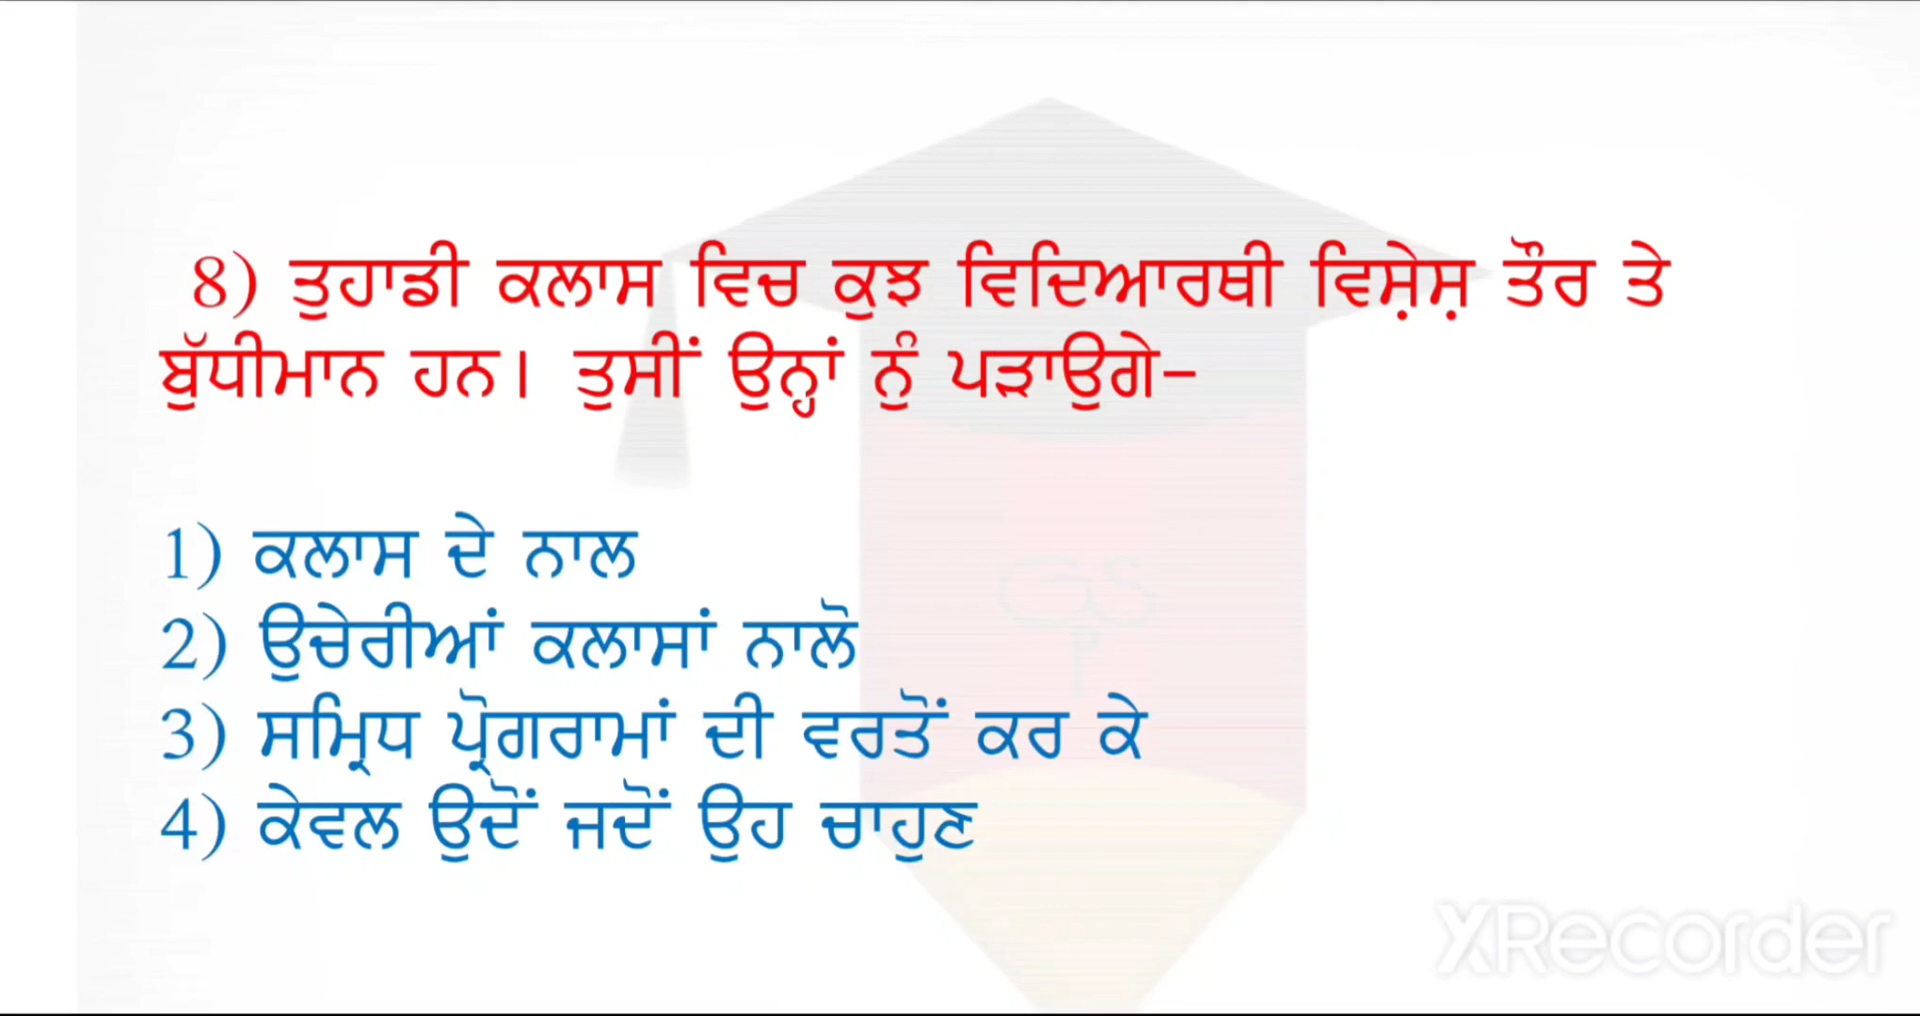 8) ਤੁਹਾਡੀ ਕਲਾਸ ਵਿਚ ਕੁਝ ਵਿਦਿਆਰਥੀ ਵਿਸ਼ੇਸ਼ ਤੌਰ ਤੇ
ਬੁੱਧੀਮਾਨ ਹਨ। ਤੁਸੀਂ ਉਨ੍ਹਾਂ ਨੂੰ ਪੜਾਉਗੇ–
1) ਕਲਾਸ ਦੇ ਨਾਲ
2) ਉਚੇਰੀਆਂ ਕਲਾਸਾਂ ਨਾਲੋ
3) ਸਮ੍ਰਿਧ ਪ੍ਰੋਗਰਾਮਾਂ ਦੀ ਵਰਤੋਂ ਕਰ ਕੇ
4) ਕੇਵਲ ਉਦੋਂ ਜਦੋਂ ਉਹ ਚਾਹੁਣ
XRecorder